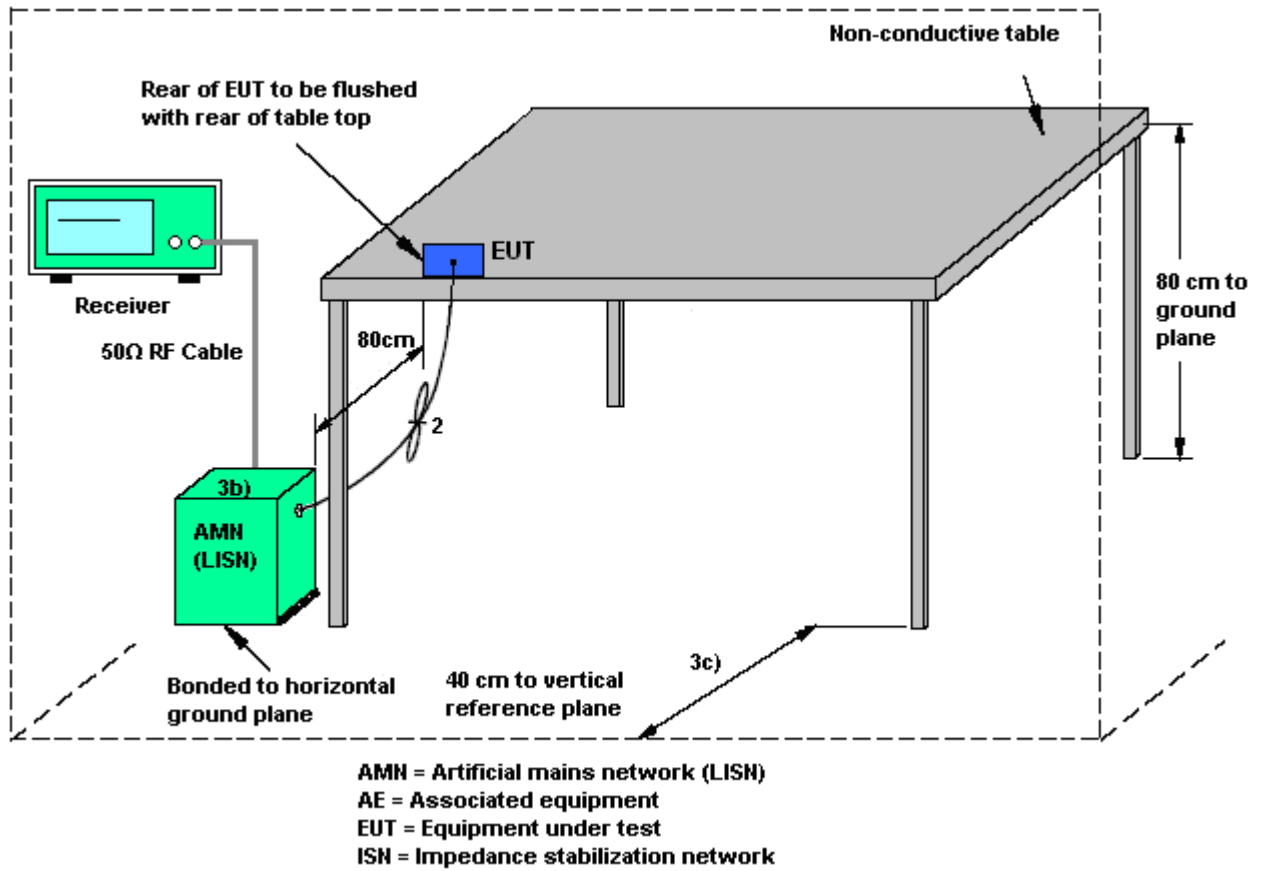 Non-conductive table
Rear of EUT to be flushed
with rear of table top
EUT
Receiver
80 cm to
ground
plane
80cm
50Ω RF Cable
2
3b)
AMN
(LISN)
3c)
Bonded to horizontal
ground plane
40 cm to vertical
reference plane
AMN = Artificial mains network (LISN)
AE = Associated equipment
EUT = Equipment under test
ISN = Impedance stabilization network